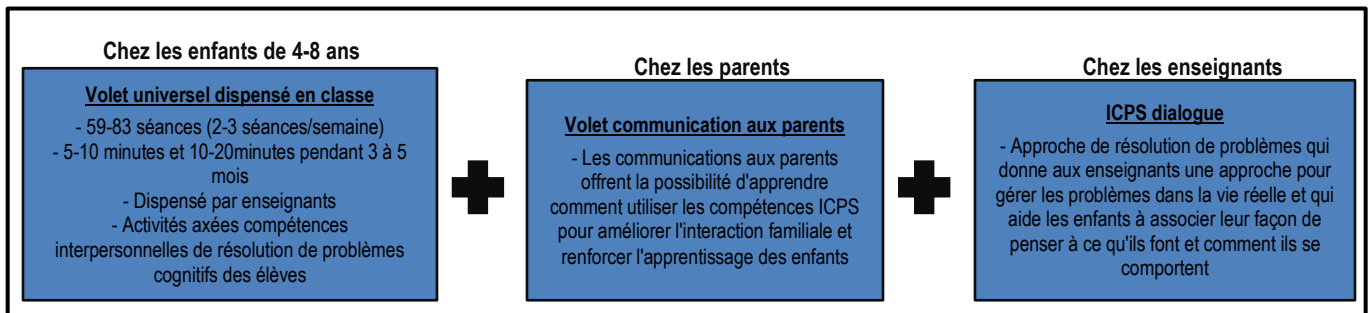 Chez les enfants de 4-8 ans
Volet universel dispensé en classe
- 59-83 séances (2-3 séances/semaine)
- 5-10 minutes et 10-20minutes pendant 3 à 5
mois
- Dispensé par enseignants
- Activités axées compétences
interpersonnelles de résolution de problèmes
cognitifs des élèves
Chez les parents
Volet communication aux parents
- Les communications aux parents
offrent la possibilité d'apprendre
comment utiliser les compétences ICPS
pour améliorer l'interaction familiale et
renforcer l'apprentissage des enfants
Chez les enseignants
ICPS dialogue
- Approche de résolution de problèmes qui
donne aux enseignants une approche pour
gérer les problèmes dans la vie réelle et qui
aide les enfants à associer leur façon de
penser à ce qu'ils font et comment ils se
comportent